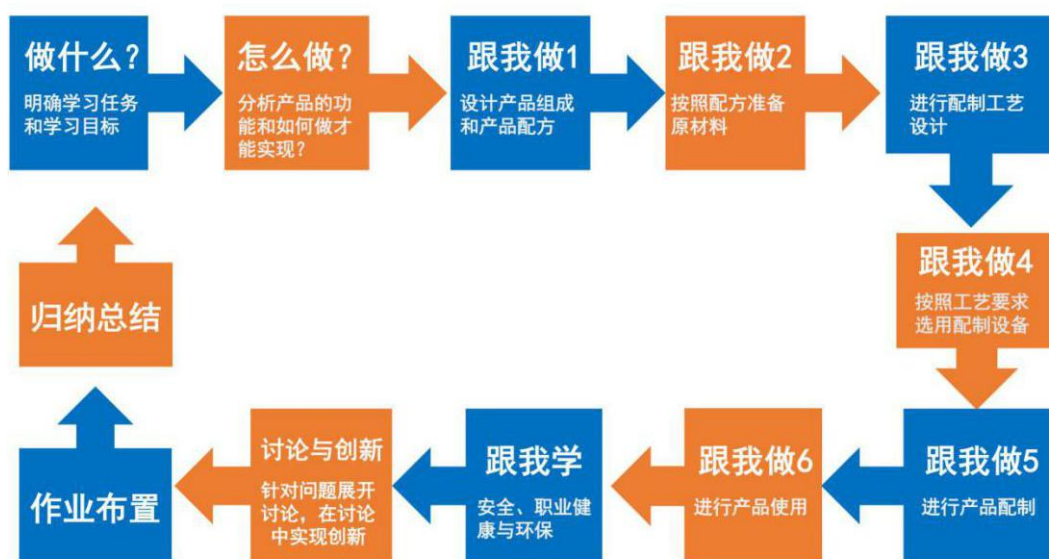 做什么?
明确学习任务
和学习目标
怎么做?
分析产品的功
能和如何做才
能实现?
跟我做1
设计产品组成
和产品配方
跟我做2
按照配方准备
原材料
跟我做3
进行配制工艺
设计
跟我做4
按照工艺要求
选用配制设备
跟我做5
进行产品配制
跟我做6
进行产品使用
跟我学
安全、职业健
康与环保
讨论与创新
针对问题展开
讨论，在讨论
中实现创新
作业布置
归纳总结